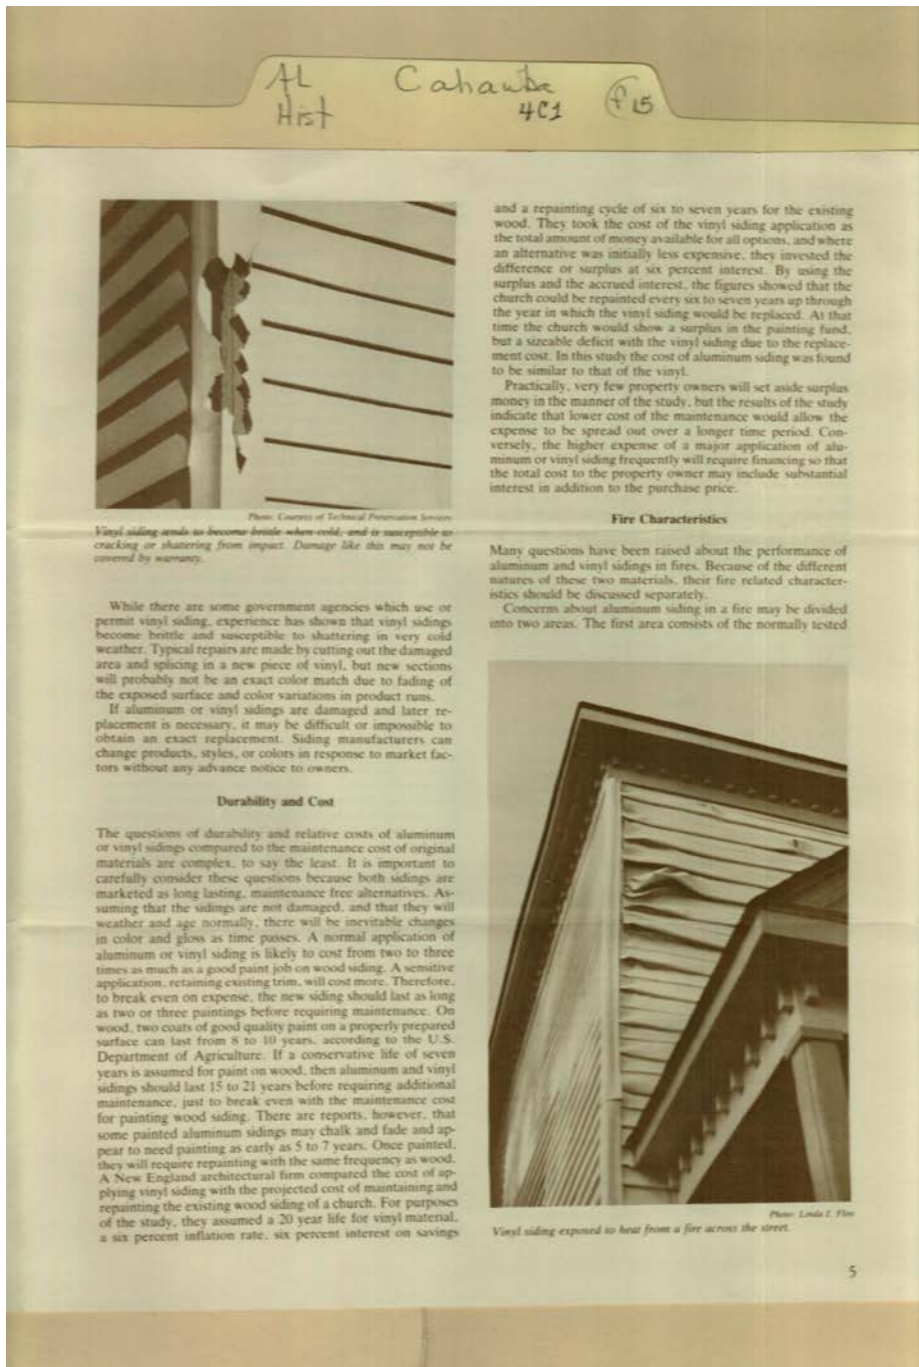 AL Cahawba
Hist 4C1 f15
Photo: Courtesy of Technical Preservation Services
Vinyl siding tends to become brittle when cold, and is susceptible to
cracking or shattering from impact. Damage like this may not be
covered by warranty.
While there are some government agencies which use or
permit vinyl siding, experience has shown that vinyl sidings
become brittle and susceptible to shattering in very cold
weather. Typical repairs are made by cutting out the damaged
area and splicing in a new piece of vinyl, but new sections
will probably not be an exact color match due to fading of
the exposed surface and color variations in product runs.
If aluminum or vinyl sidings are damaged and later re-
placement is necessary, it may be difficult or impossible to
obtain an exact replacement. Siding manufacturers can
change products, styles, or colors in response to market fac-
tors without any advance notice to owners.
Durability and Cost
The questions of durability and relative costs of aluminum
or vinyl sidings compared to the maintenance cost of original
materials are complex, to say the least. It is important to
carefully consider these questions because both sidings are
marketed as long lasting, maintenance free alternatives. As-
suming that the sidings are not damaged, and that they will
weather and age normally, there will be inevitable changes
in color and gloss as time passes. A normal application of
aluminum or vinyl siding is likely to cost from two to three
times as much as a good paint job on wood siding. A sensitive
application, retaining existing trim, will cost more. Therefore,
to break even on expense, the new siding should last as long
as two or three paintings before requiring maintenance. On
wood, two coats of good quality paint on a properly prepared
surface can last from 8 to 10 years, according to the U.S.
Department of Agriculture. If a conservative life of seven
years is assumed for paint on wood, then aluminum and vinyl
sidings should last 15 to 21 years before requiring additional
maintenance, just to break even with the maintenance cost
for painting wood siding. There are reports, however, that
some painted aluminum sidings may chalk and fade and ap-
pear to need painting as early as 5 to 7 years. Once painted,
they will require repainting with the same frequency as wood.
A New England architectural firm compared the cost of ap-
plying vinyl siding with the projected cost of maintaining and
repainting the existing wood siding of a church. For purposes
of the study, they assumed a 20 year life for vinyl material,
a six percent inflation rate, six percent interest on savings
and a repainting cycle of six to seven years for the existing
wood. They took the cost of the vinyl siding application as
the total amount of money available for all options, and where
an alternative was initially less expensive, they invested the
difference or surplus at six percent interest. By using the
surplus and the accrued interest, the figures showed that the
church could be repainted every six to seven years up through
the year in which the vinyl siding would be replaced. At that
time the church would show a surplus in the painting fund,
but a sizeable deficit with the vinyl siding due to the replace-
ment cost. In this study the cost of aluminum siding was found
to be similar to that of the vinyl.
Practically, very few property owners will set aside surplus
money in the manner of the study, but the results of the study
indicate that lower cost of the maintenance would allow the
expense to be spread out over a longer time period. Con-
versely, the higher expense of a major application of alu-
minum or vinyl siding frequently will require financing so that
the total cost to the property owner may include substantial
interest in addition to the purchase price.
Fire Characteristics
Many questions have been raised about the performance of
aluminum and vinyl sidings in fires. Because of the different
natures of these two materials, their fire related character-
istics should be discussed separately.
Concerns about aluminum siding in a fire may be divided
into two areas. The first area consists of the normally tested
Photo: Linda E.
Vinyl siding exposed to heat from a fire across the street.
5